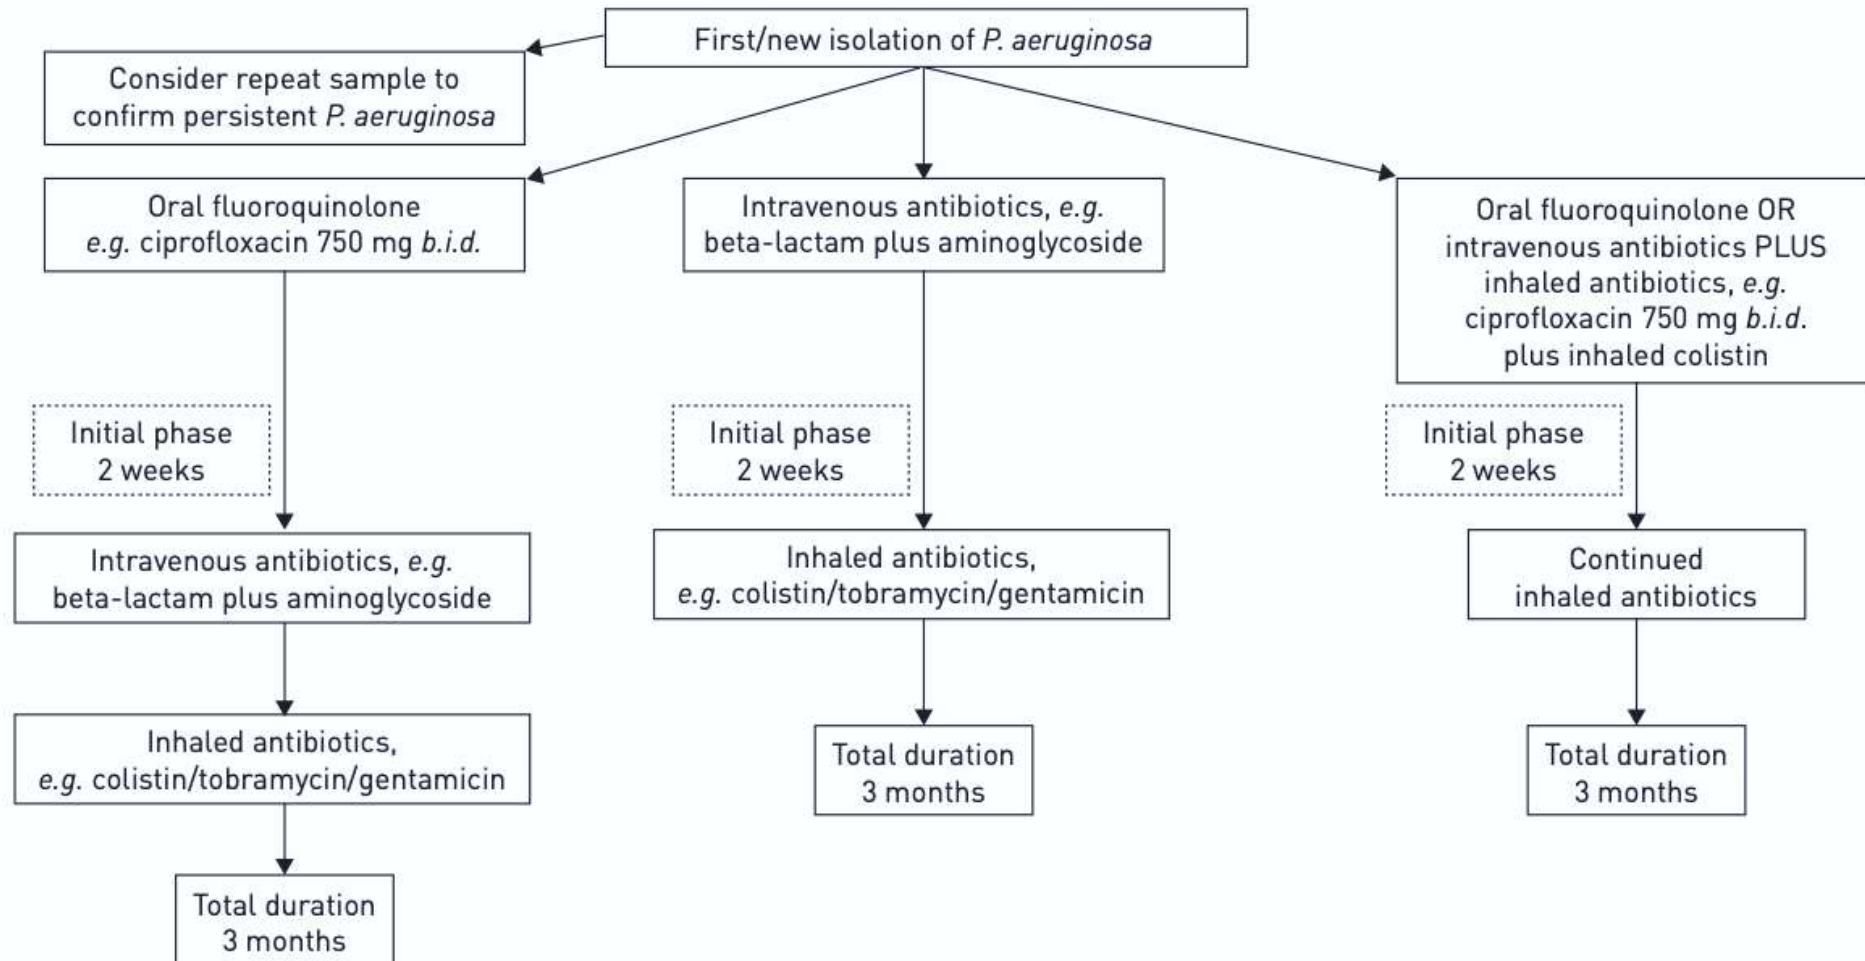 First/new isolation of P. aeruginosa
Consider repeat sample to
confirm persistent P. aeruginosa
Oral fluoroquinolone
e.g. ciprofloxacin 750 mg b.i.d.
Intravenous antibiotics, e.g.
beta-lactam plus aminoglycoside
Oral fluoroquinolone OR
intravenous antibiotics PLUS
inhaled antibiotics, e.g.
ciprofloxacin 750 mg b.i.d.
plus inhaled colistin
Initial phase
2 weeks
Initial phase
2 weeks
Initial phase
2 weeks
Intravenous antibiotics, e.g.
beta-lactam plus aminoglycoside
Inhaled antibiotics,
e.g. colistin/tobramycin/gentamicin
Continued
inhaled antibiotics
Inhaled antibiotics,
e.g. colistin/tobramycin/gentamicin
Total duration
3 months
Total duration
3 months
Total duration
3 months